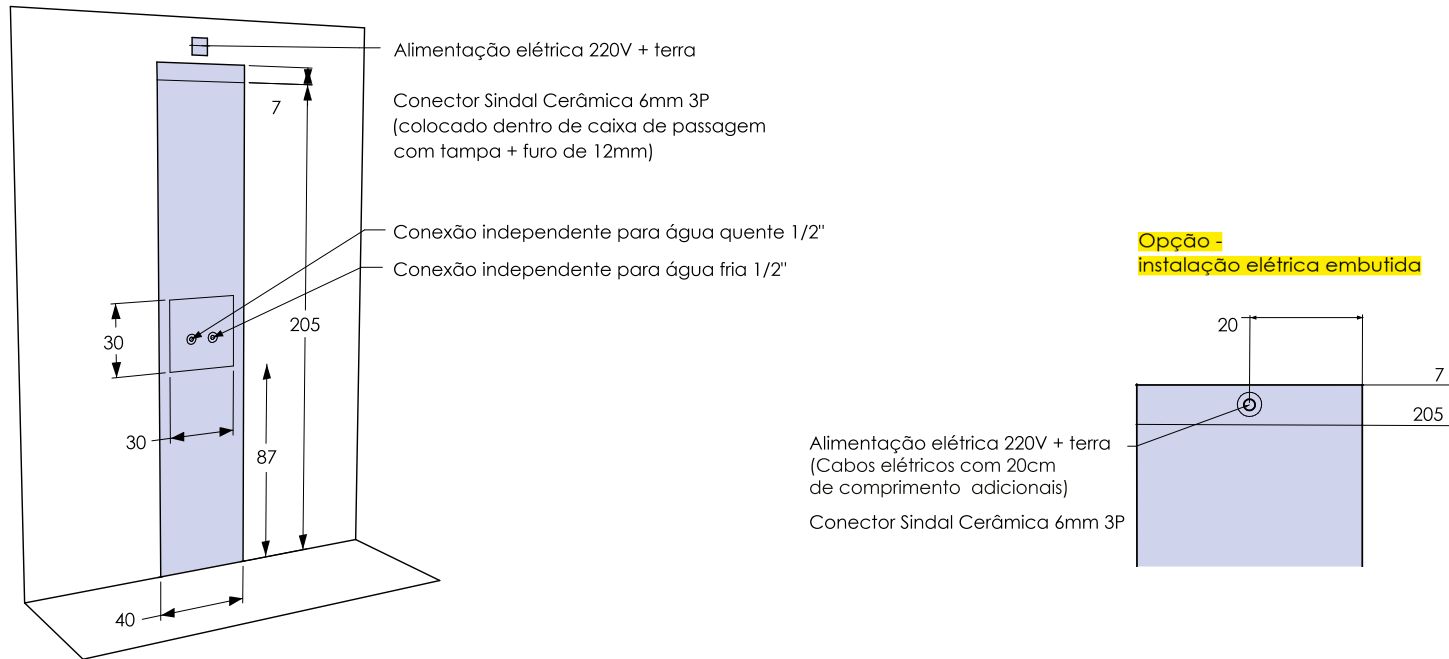 Alimentação elétrica 220V + terra
7
Conector Sindal Cerâmica 6mm 3P
(colocado dentro de caixa de passagem
com tampa + furo de 12mm)
Conexão independente para água quente 1/2"
Conexão independente para água fria 1/2"
205
30
30
87
40
Opção -
instalação elétrica embutida
20
7
205
Alimentação elétrica 220V + terra
(Cabos elétricos com 20cm
de comprimento adicionais)
Conector Sindal Cerâmica 6mm 3P